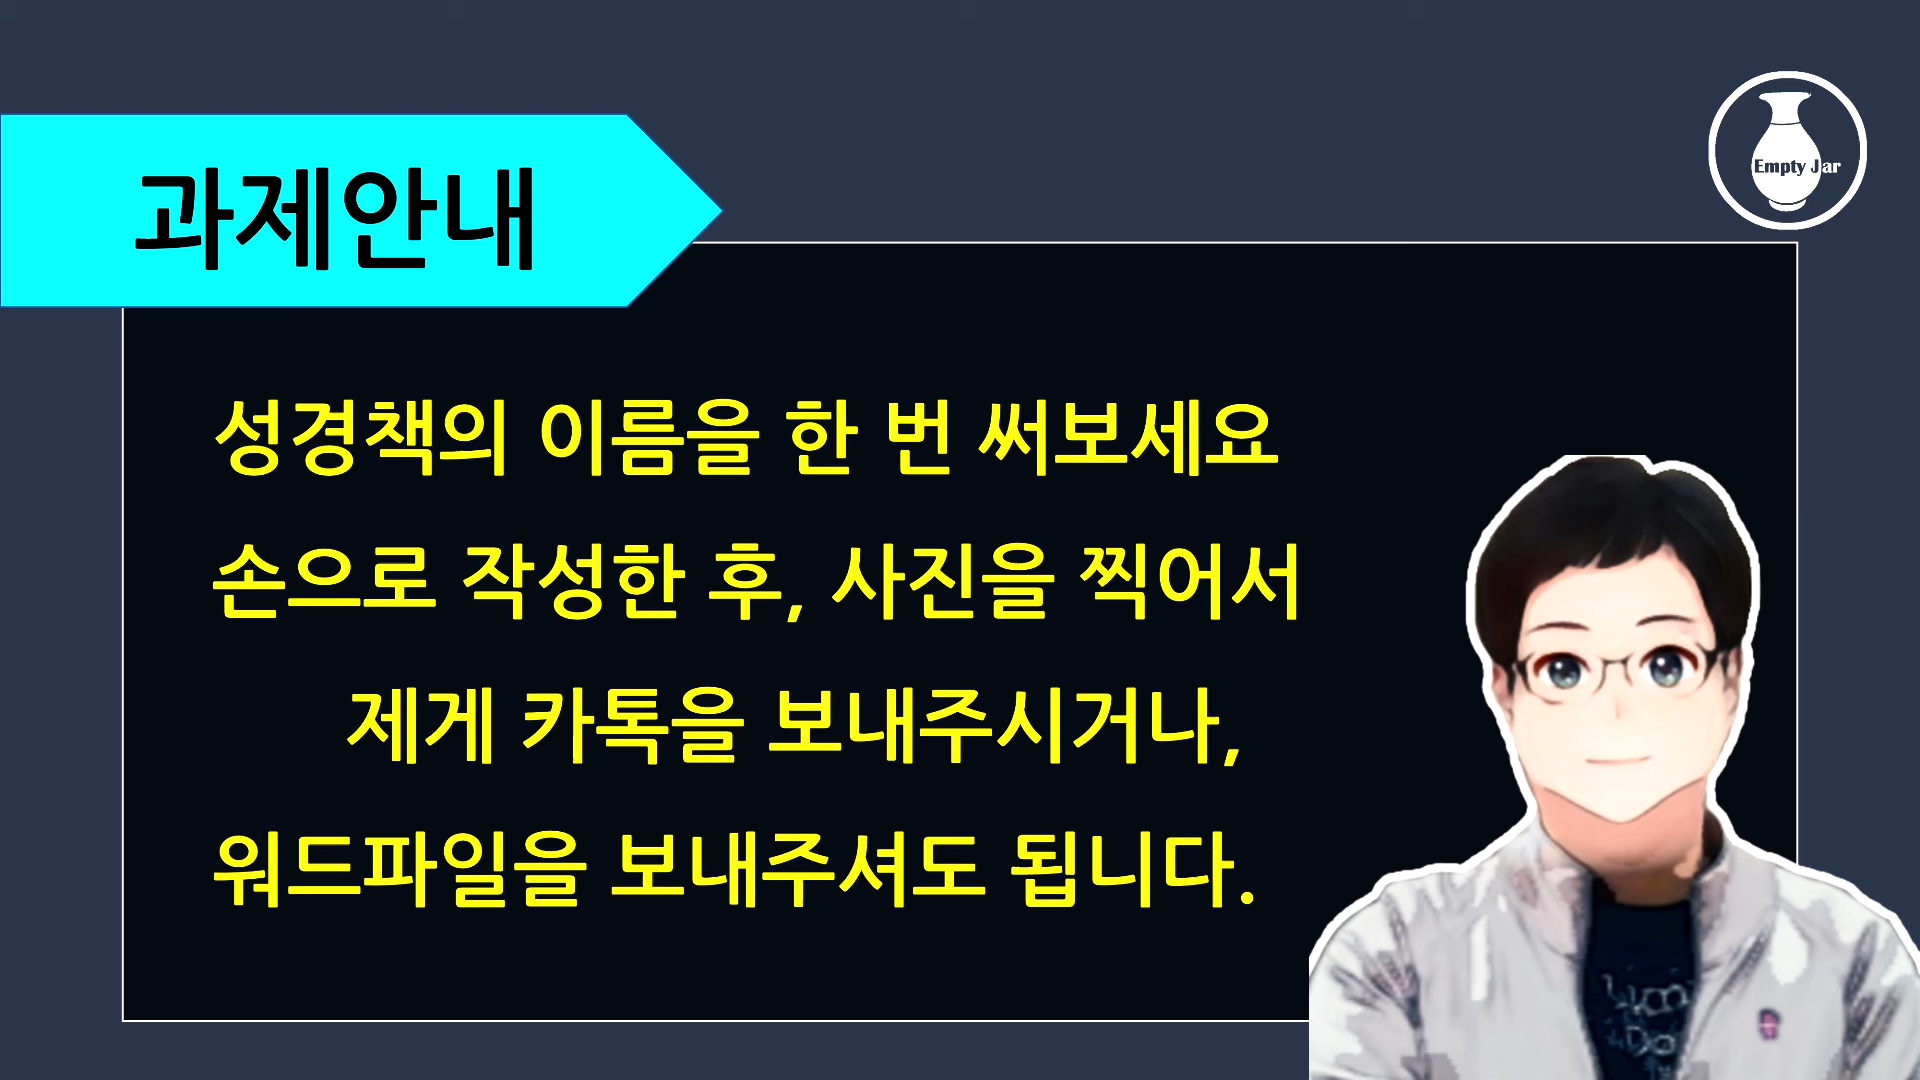 과제안내
Empty Jar
성경책의 이름을 한 번 써보세요
손으로 작성한 후, 사진을 찍어서
제게 카톡을 보내주시거나,
워드파일을 보내주셔도 됩니다.